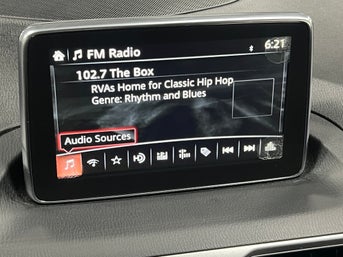 FM Radio
6:21
102.7 The Box
RVAs Home for Classic Hip Hop
Genre: Rhythm and Blues
Audio Sources